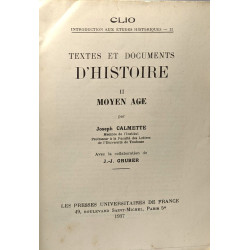 CLIO
INTRODUCTION AUX ETUDES HISTORIQUES — II
TEXTES ET DOCUMENTS
D'HISTOIRE
II
MOYEN AGE
par
Joseph CALMETTE
Membre de l'Institut
Professeur à la Faculté des Lettres
de l'Université de Toulouse
Avec la collaboration de
J.-J. GRUBER
LES PRESSES UNIVERSITAIRES DE FRANCE
49, BOULEVARD SAINT-MICHEL, PARIS Ve
1937